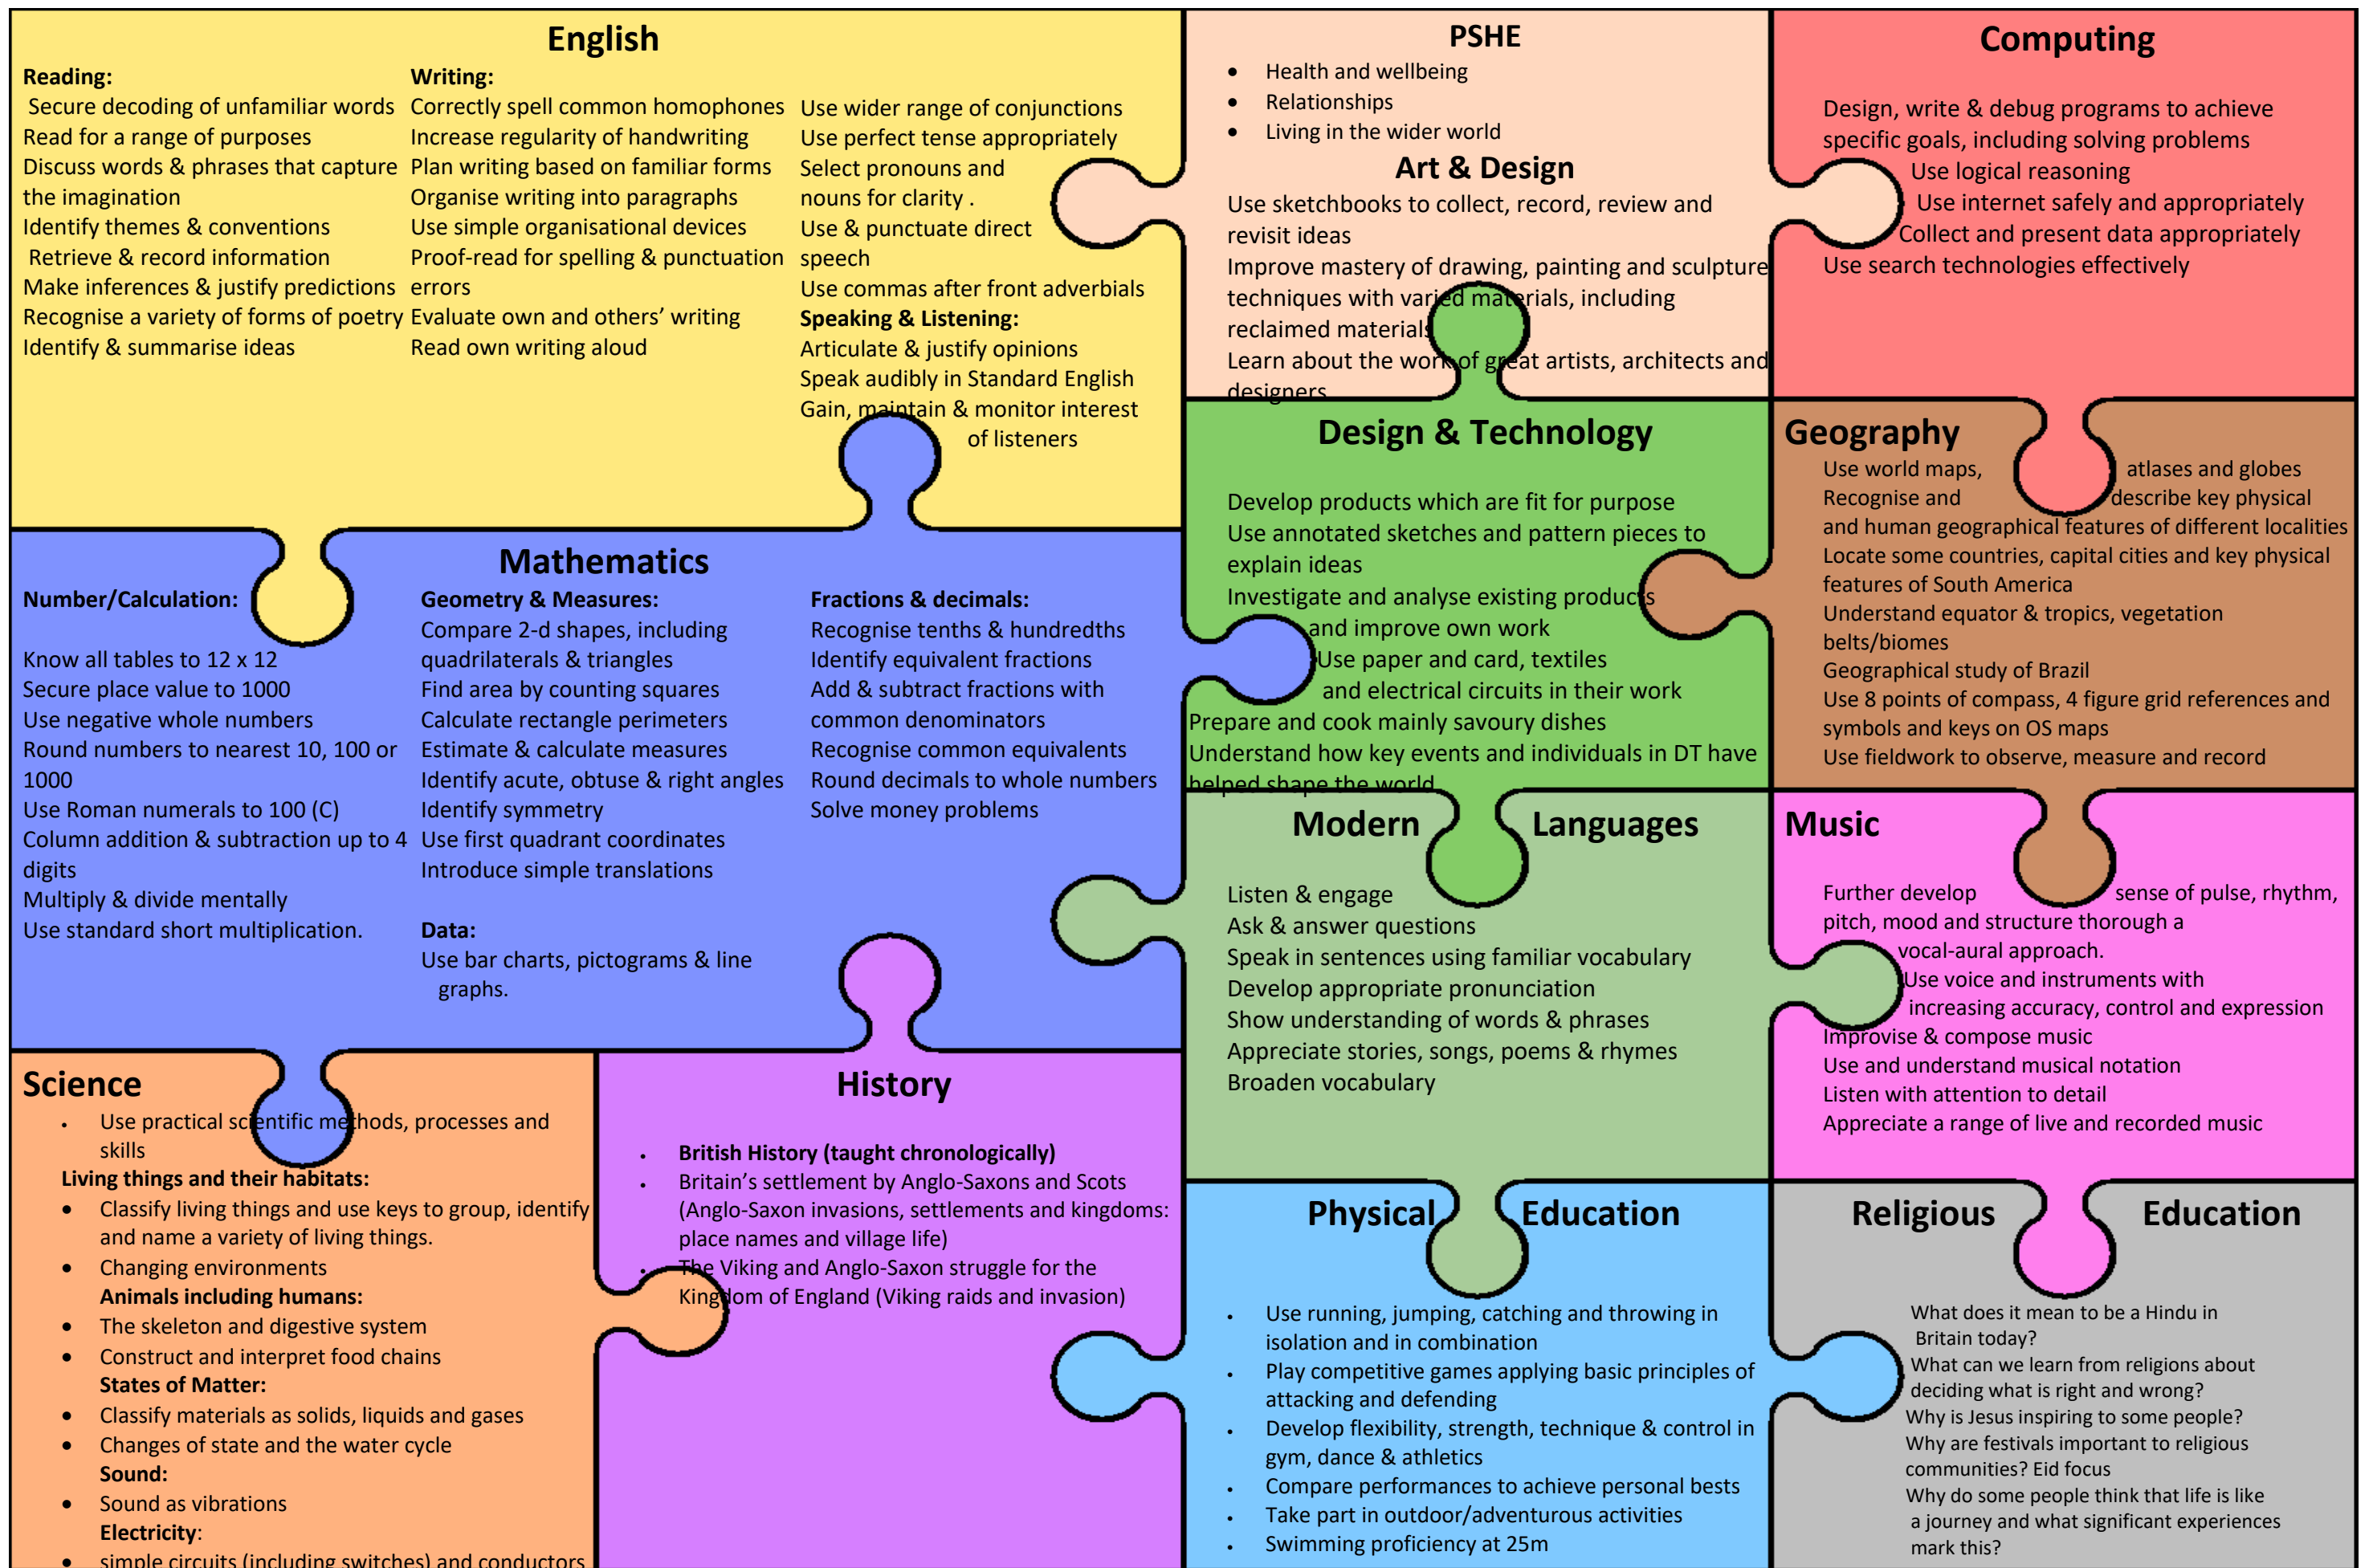 English
Reading:
Secure decoding of unfamiliar words
Read for a range of purposes
Discuss words & phrases that capture
the imagination
Identify themes & conventions
Retrieve & record information
Make inferences & justify predictions
Recognise a variety of forms of poetry
Identify & summarise ideas
Writing:
Correctly spell common homophones
Increase regularity of handwriting
Plan writing based on familiar forms
Organise writing into paragraphs
Use simple organisational devices
Proof-read for spelling & punctuation
errors
Evaluate own and others’ writing
Read own writing aloud
Use wider range of conjunctions
Use perfect tense appropriately
Select pronouns and
nouns for clarity .
Use & punctuate direct
speech
Use commas after front adverbials
Speaking & Listening:
Articulate & justify opinions
Speak audibly in Standard English
Gain, maintain & monitor interest
of listeners
PSHE
• Health and wellbeing
• Relationships
• Living in the wider world
Art & Design
Use sketchbooks to collect, record, review and
revisit ideas
Improve mastery of drawing, painting and sculpture
techniques with varied materials, including
reclaimed materials
Learn about the work of great artists, architects and
designers
Computing
Design, write & debug programs to achieve
specific goals, including solving problems
Use logical reasoning
Use internet safely and appropriately
Collect and present data appropriately
Use search technologies effectively
Mathematics
Number/Calculation:
Know all tables to 12 x 12
Secure place value to 1000
Use negative whole numbers
Round numbers to nearest 10, 100 or
1000
Use Roman numerals to 100 (C)
Column addition & subtraction up to 4
digits
Multiply & divide mentally
Use standard short multiplication.
Geometry & Measures:
Compare 2-d shapes, including
quadrilaterals & triangles
Find area by counting squares
Calculate rectangle perimeters
Estimate & calculate measures
Identify acute, obtuse & right angles
Identify symmetry
Use first quadrant coordinates
Introduce simple translations
Data:
Use bar charts, pictograms & line
graphs.
Fractions & decimals:
Recognise tenths & hundredths
Identify equivalent fractions
Add & subtract fractions with
common denominators
Recognise common equivalents
Round decimals to whole numbers
Solve money problems
Design & Technology
Develop products which are fit for purpose
Use annotated sketches and pattern pieces to
explain ideas
Investigate and analyse existing products
and improve own work
Use paper and card, textiles
and electrical circuits in their work
Prepare and cook mainly savoury dishes
Understand how key events and individuals in DT have
helped shape the world
Geography
Use world maps, atlases and globes
Recognise and describe key physical
and human geographical features of different localities
Locate some countries, capital cities and key physical
features of South America
Understand equator & tropics, vegetation
belts/biomes
Geographical study of Brazil
Use 8 points of compass, 4 figure grid references and
symbols and keys on OS maps
Use fieldwork to observe, measure and record
Modern Languages
Listen & engage
Ask & answer questions
Speak in sentences using familiar vocabulary
Develop appropriate pronunciation
Show understanding of words & phrases
Appreciate stories, songs, poems & rhymes
Broaden vocabulary
Music
Further develop sense of pulse, rhythm,
pitch, mood and structure thorough a
vocal-aural approach.
Use voice and instruments with
increasing accuracy, control and expression
Improvise & compose music
Use and understand musical notation
Listen with attention to detail
Appreciate a range of live and recorded music
Science
• Use practical scientific methods, processes and
skills
Living things and their habitats:
• Classify living things and use keys to group, identify
and name a variety of living things.
• Changing environments
Animals including humans:
• The skeleton and digestive system
• Construct and interpret food chains
States of Matter:
• Classify materials as solids, liquids and gases
• Changes of state and the water cycle
Sound:
• Sound as vibrations
Electricity:
• simple circuits (including switches) and conductors
History
• British History (taught chronologically)
• Britain’s settlement by Anglo-Saxons and Scots
(Anglo-Saxon invasions, settlements and kingdoms:
place names and village life)
• The Viking and Anglo-Saxon struggle for the
Kingdom of England (Viking raids and invasion)
Physical Education
• Use running, jumping, catching and throwing in
isolation and in combination
• Play competitive games applying basic principles of
attacking and defending
• Develop flexibility, strength, technique & control in
gym, dance & athletics
• Compare performances to achieve personal bests
• Take part in outdoor/adventurous activities
• Swimming proficiency at 25m
Religious Education
What does it mean to be a Hindu in
Britain today?
What can we learn from religions about
deciding what is right and wrong?
Why is Jesus inspiring to some people?
Why are festivals important to religious
communities? Eid focus
Why do some people think that life is like
a journey and what significant experiences
mark this?